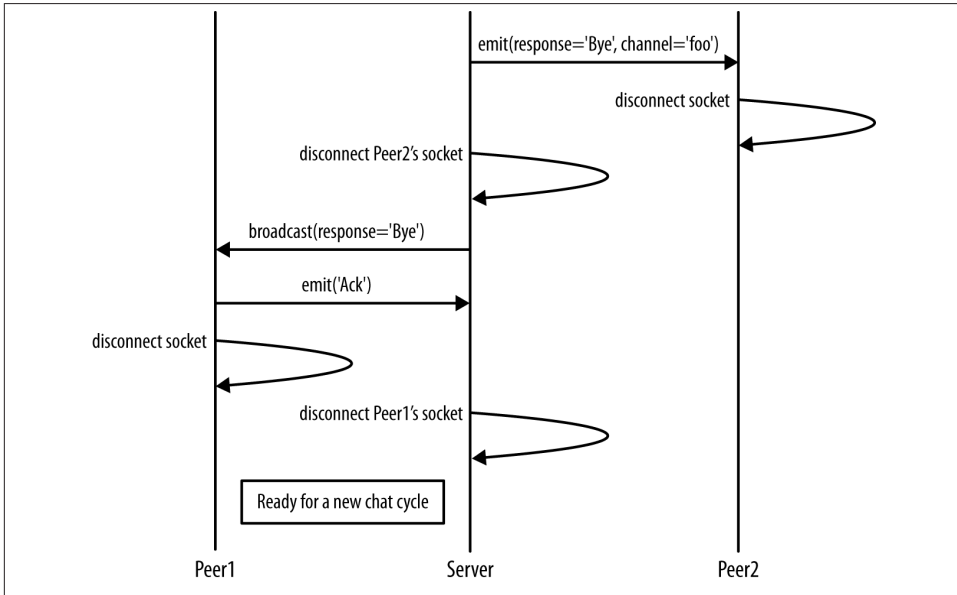 emit(response='Bye', channel='foo')
disconnect socket
disconnect Peer2's socket
broadcast(response='Bye')
emit('Ack')
disconnect socket
disconnect Peer1's socket
Ready for a new chat cycle
Peer1
Server
Peer2